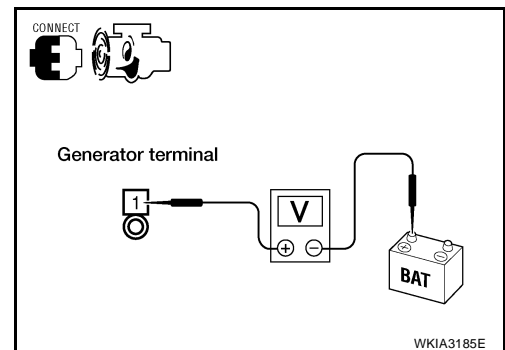 CONNECT
Generator terminal
1
V
+ −
+ −
BAT
WKIA3185E